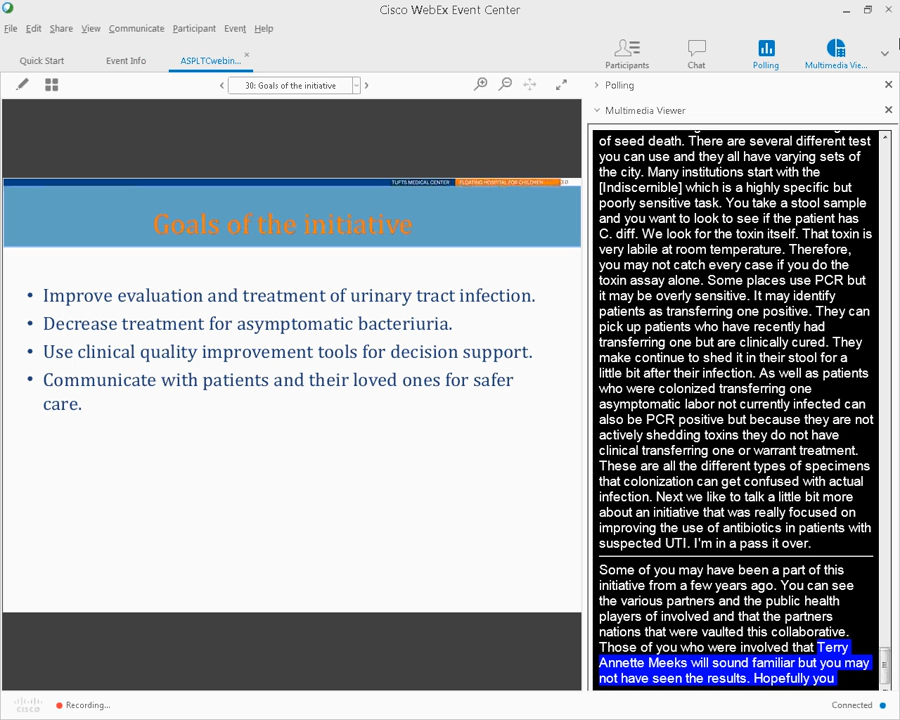 Cisco WebEx Event Center
File Edit Share View Communicate Participant Event Help
Quick Start Event Info ASPLTCwebin...
Participants Chat Polling Multimedia Vie...
30: Goals of the initiative
Polling
Multimedia Viewer
TUFTS MEDICAL CENTER FLOATING HOSPITAL FOR CHILDREN 30
Goals of the initiative
• Improve evaluation and treatment of urinary tract infection.
• Decrease treatment for asymptomatic bacteriuria.
• Use clinical quality improvement tools for decision support.
• Communicate with patients and their loved ones for safer
care.
of seed death. There are several different test
you can use and they all have varying sets of
the city. Many institutions start with the
[Indiscernible] which is a highly specific but
poorly sensitive task. You take a stool sample
and you want to look to see if the patient has
C. diff. We look for the toxin itself. That toxin is
very labile at room temperature. Therefore,
you may not catch every case if you do the
toxin assay alone. Some places use PCR but
it may be overly sensitive. It may identify
patients as transferring one positive. They can
pick up patients who have recently had
transferring one but are clinically cured. They
make continue to shed it in their stool for a
little bit after their infection. As well as patients
who were colonized transferring one
asymptomatic labor not currently infected can
also be PCR positive but because they are not
actively shedding toxins they do not have
clinical transferring one or warrant treatment.
These are all the different types of specimens
that colonization can get confused with actual
infection. Next we like to talk a little bit more
about an initiative that was really focused on
improving the use of antibiotics in patients with
suspected UTI. I'm in a pass it over.
Some of you may have been a part of this
initiative from a few years ago. You can see
the various partners and the public health
players of involved and that the partners
nations that were vaulted this collaborative.
Those of you who were involved that Terry
Annette Meeks will sound familiar but you may
not have seen the results. Hopefully you
cisco Recording... Connected